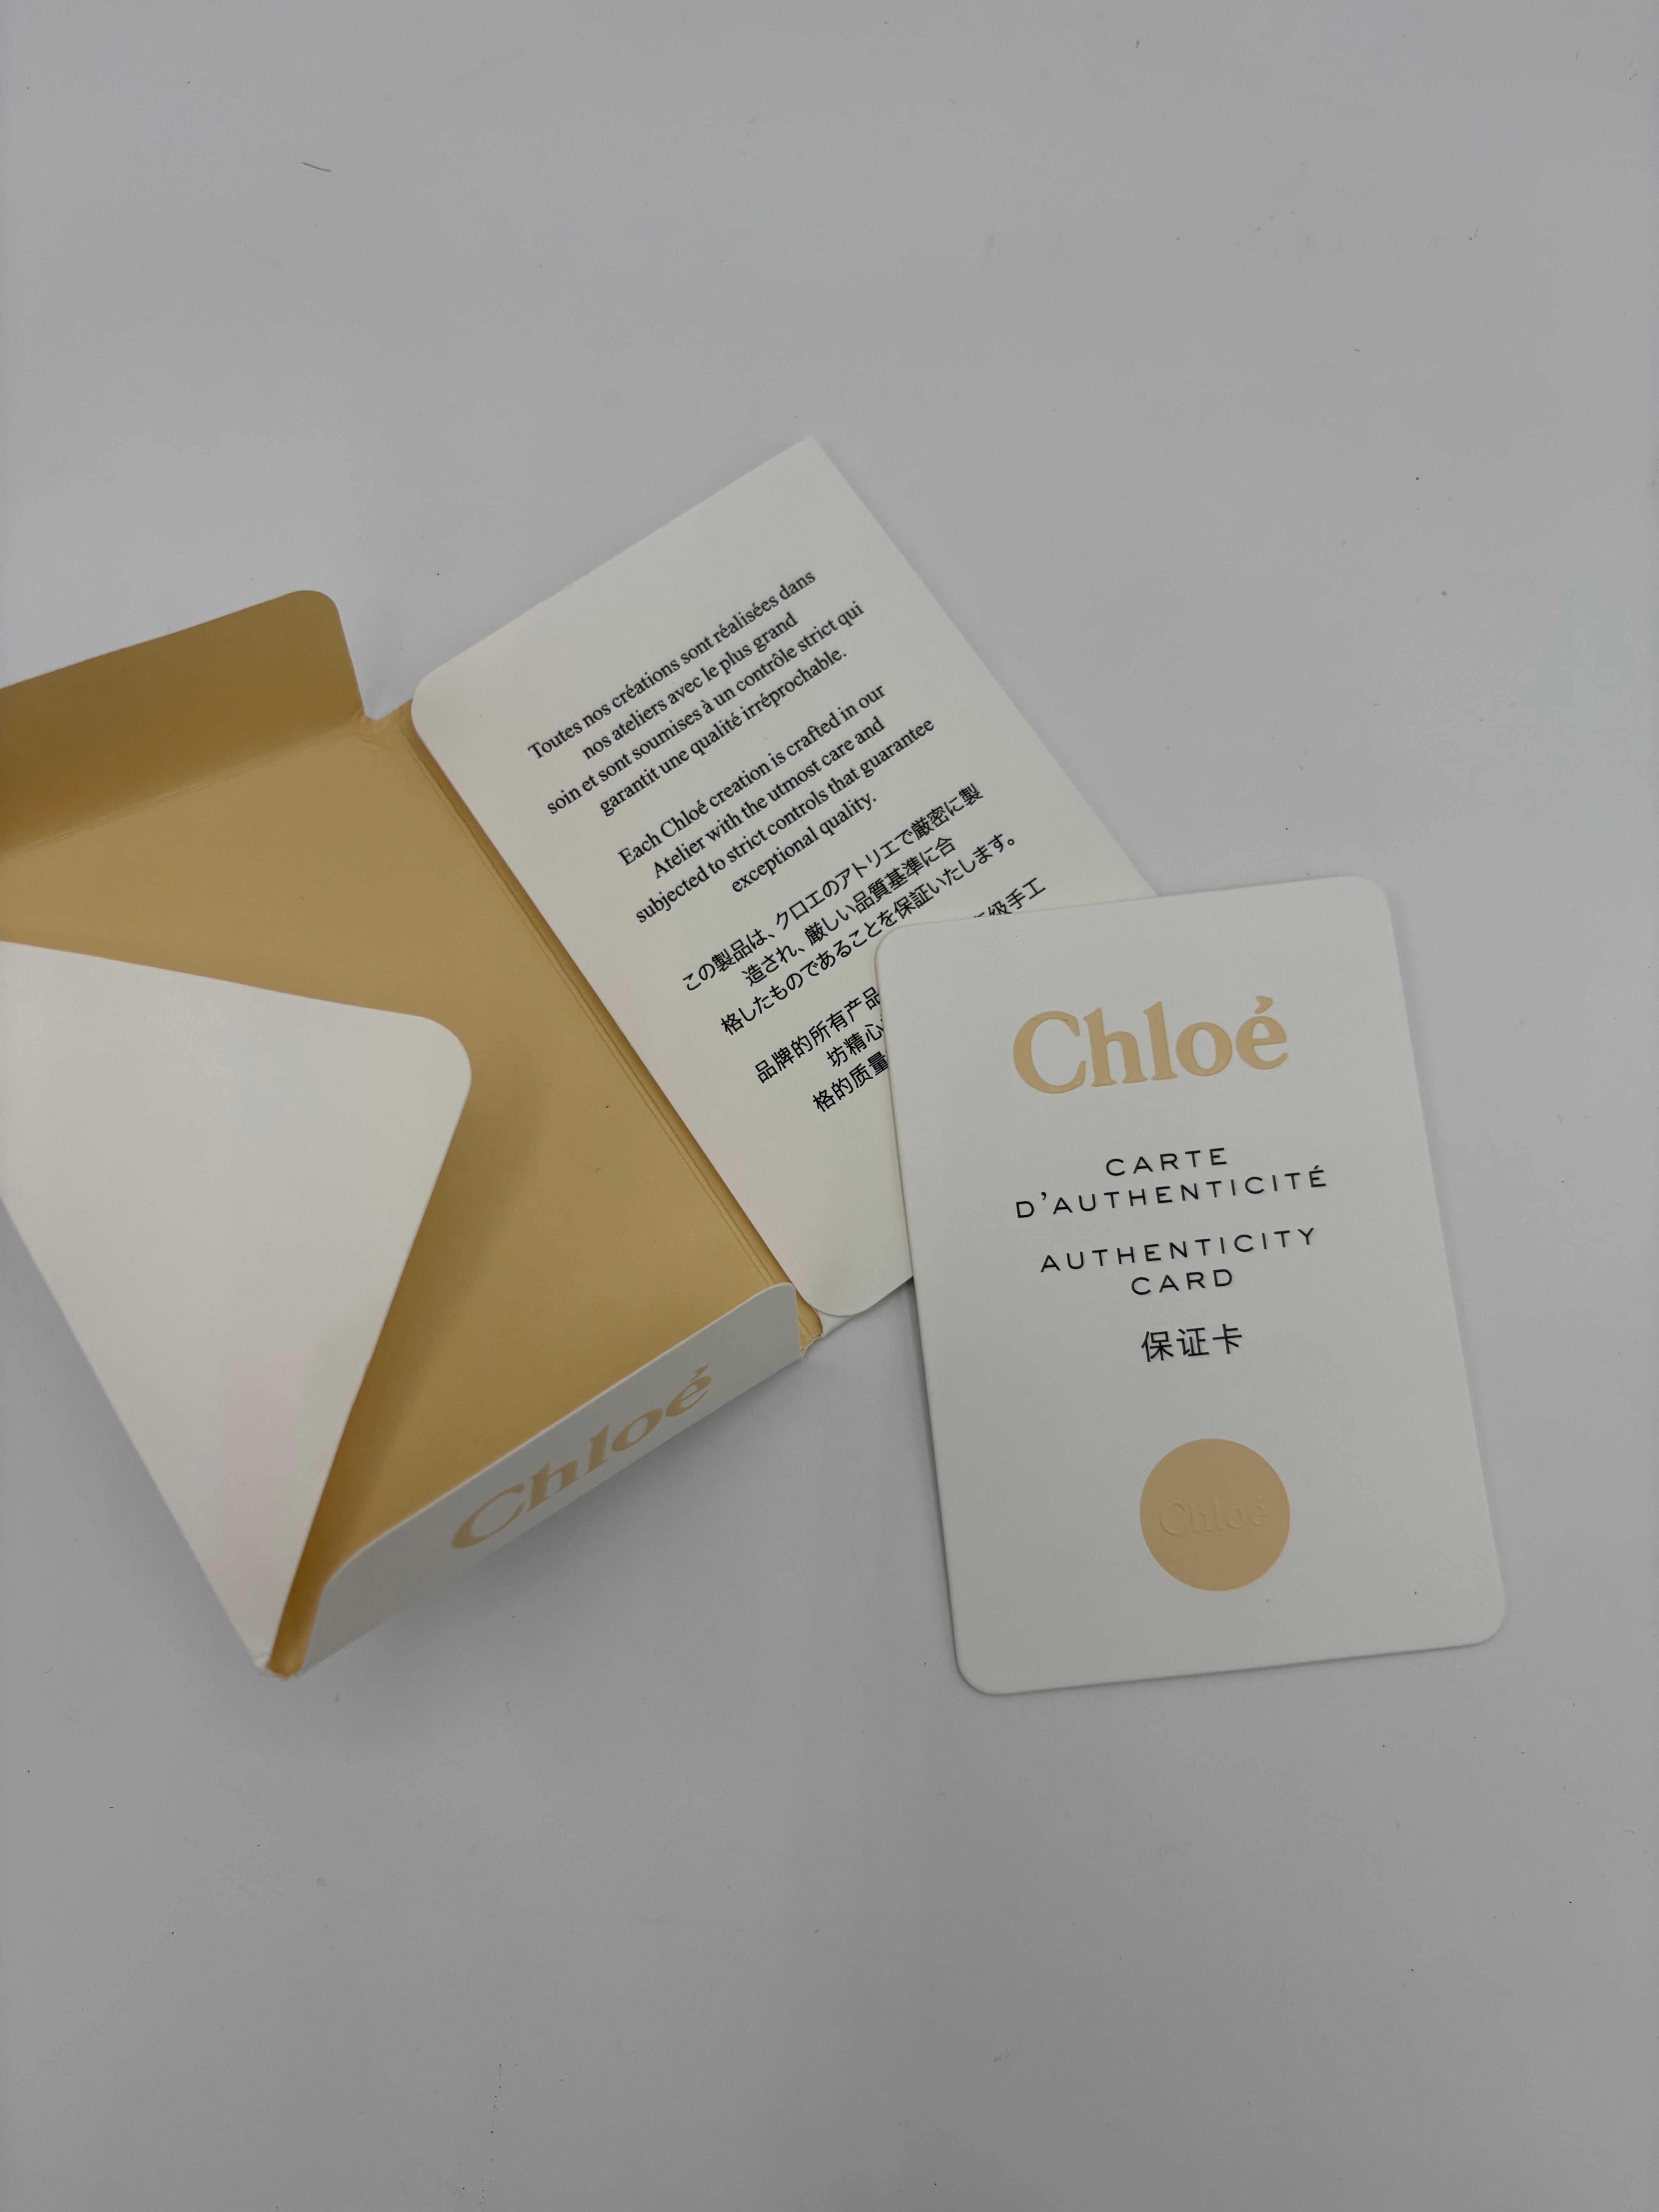 Toutes nos créations sont réalisées dans
nos ateliers avec le plus grand
soin et sont soumises à un contrôle strict qui
garantit une qualité irréprochable.
Each Chloé creation is crafted in our
Atelier with the utmost care and
subjected to strict controls that guarantee
exceptional quality.
この製品は、クロエのアトリエで厳密に製
造され、厳しい品質基準に合
格したものであることを保証いたします。
品牌的所有产品 级手工
坊精心
格的质量
Chloé
Chloé
CARTE
D'AUTHENTICITÉ
AUTHENTICITY
CARD
保证卡
Chloé